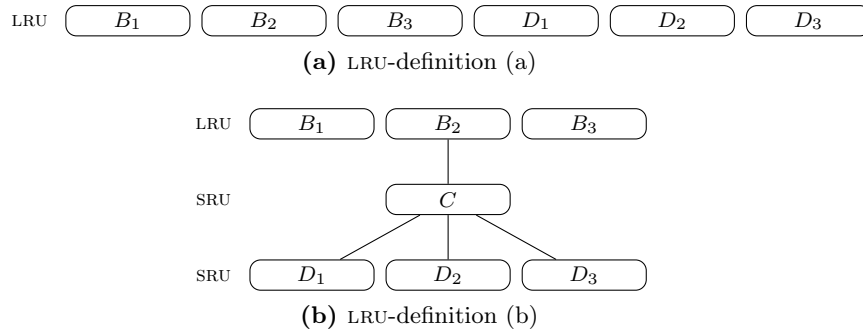 LRU B₁ B₂ B₃ D₁ D₂ D₃
(a) LRU-definition (a)
LRU B₁ B₂ B₃
SRU C
SRU D₁ D₂ D₃
(b) LRU-definition (b)